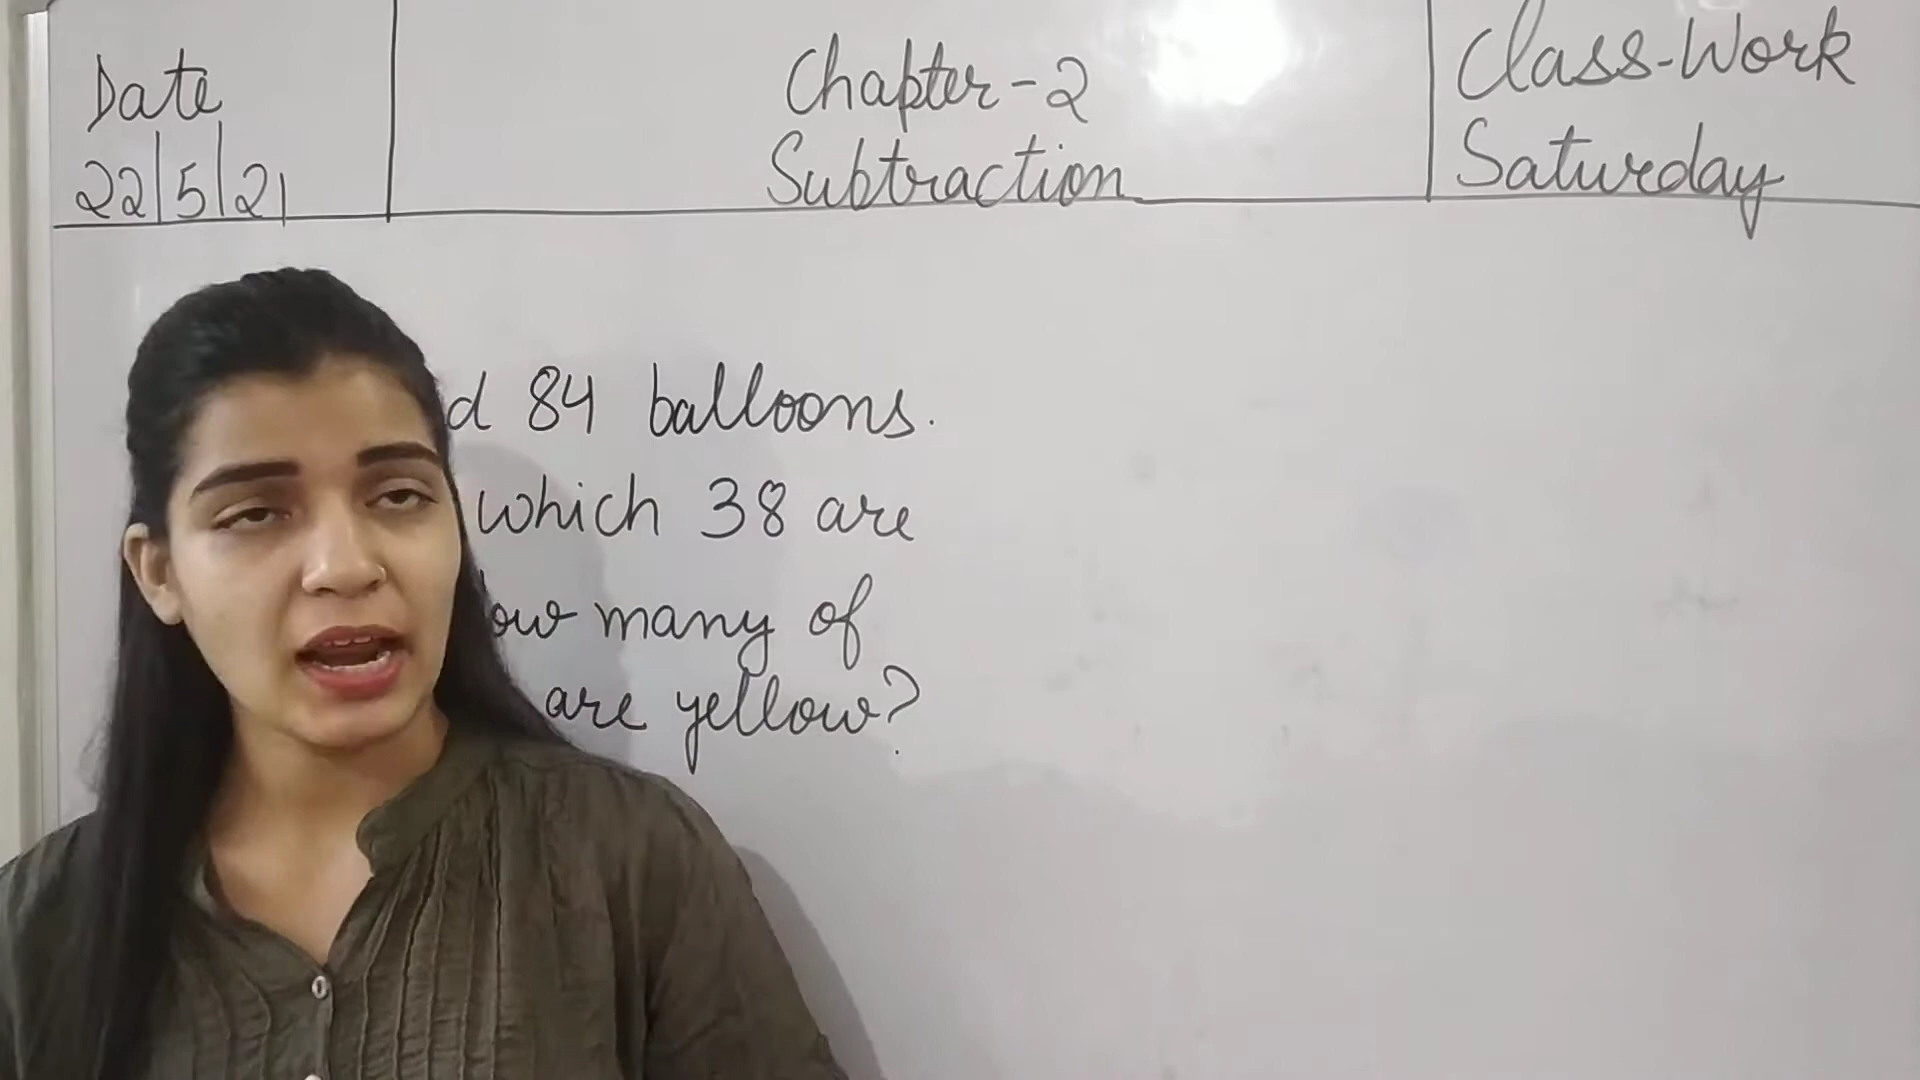 Date
22|5|21
Chapter-2
Subtraction
Class-Work
Saturday
d 84 balloons.
which 38 are
ow many of
are yellow?